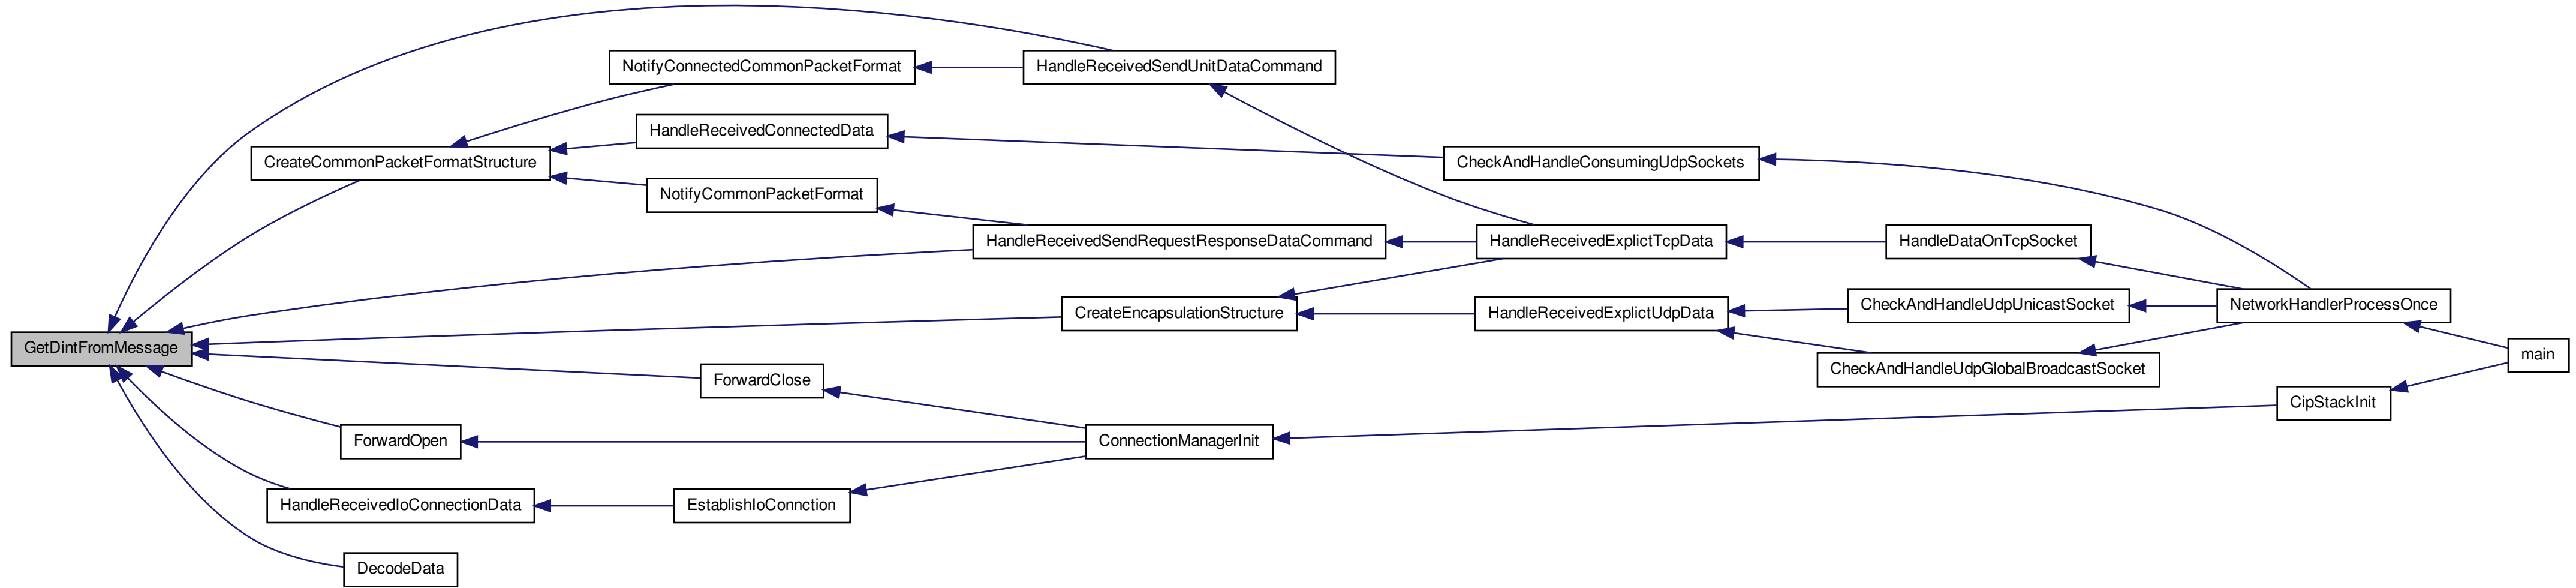 NotifyConnectedCommonPacketFormat
HandleReceivedSendUnitDataCommand
HandleReceivedConnectedData
CreateCommonPacketFormatStructure
CheckAndHandleConsumingUdpSockets
NotifyCommonPacketFormat
HandleReceivedSendRequestResponseDataCommand
HandleReceivedExplictTcpData
HandleDataOnTcpSocket
CreateEncapsulationStructure
HandleReceivedExplictUdpData
CheckAndHandleUdpUnicastSocket
NetworkHandlerProcessOnce
GetDintFromMessage
main
CheckAndHandleUdpGlobalBroadcastSocket
ForwardClose
CipStackInit
ForwardOpen
ConnectionManagerInit
HandleReceivedIoConnectionData
EstablishIoConnction
DecodeData